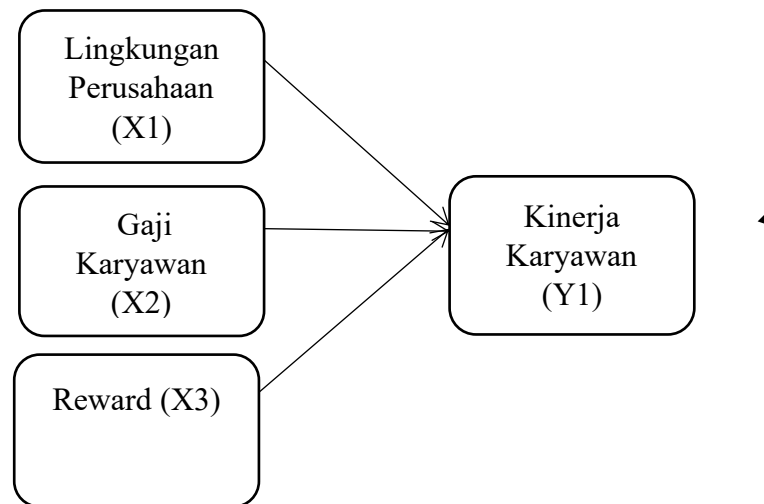 Lingkungan
Perusahaan
(X1)
Gaji
Karyawan
(X2)
Reward (X3)
Kinerja
Karyawan
(Y1)